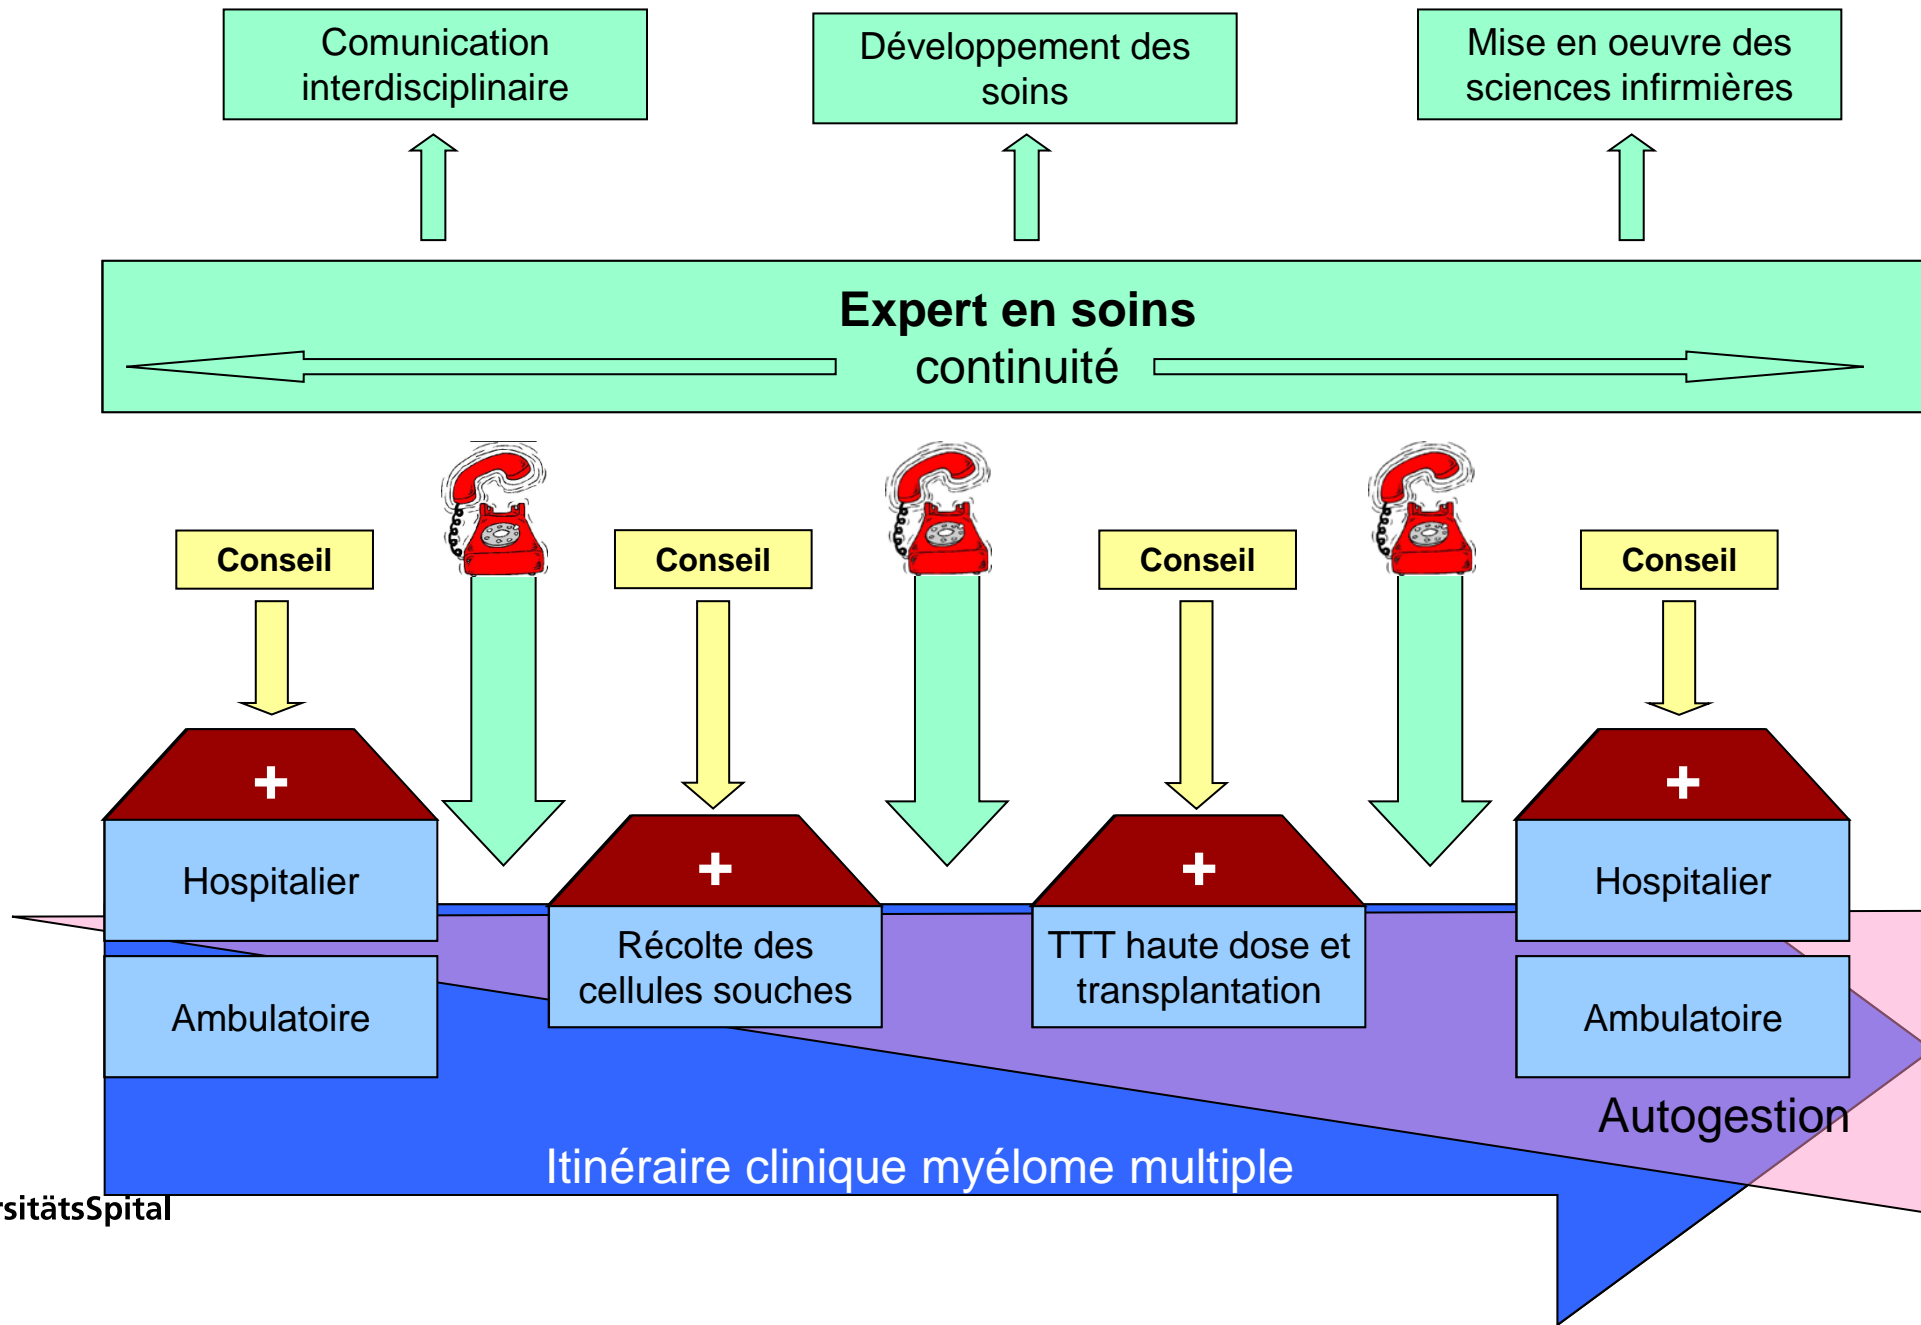 Comunication
interdisciplinaire
Développement des
soins
Mise en oeuvre des
sciences infirmières
Expert en soins
continuité
Conseil
Conseil
Conseil
Conseil
+
+
+
+
Hospitalier
Ambulatoire
Récolte des
cellules souches
TTT haute dose et
transplantation
Hospitalier
Ambulatoire
Autogestion
Itinéraire clinique myélome multiple
rsitätsSpital